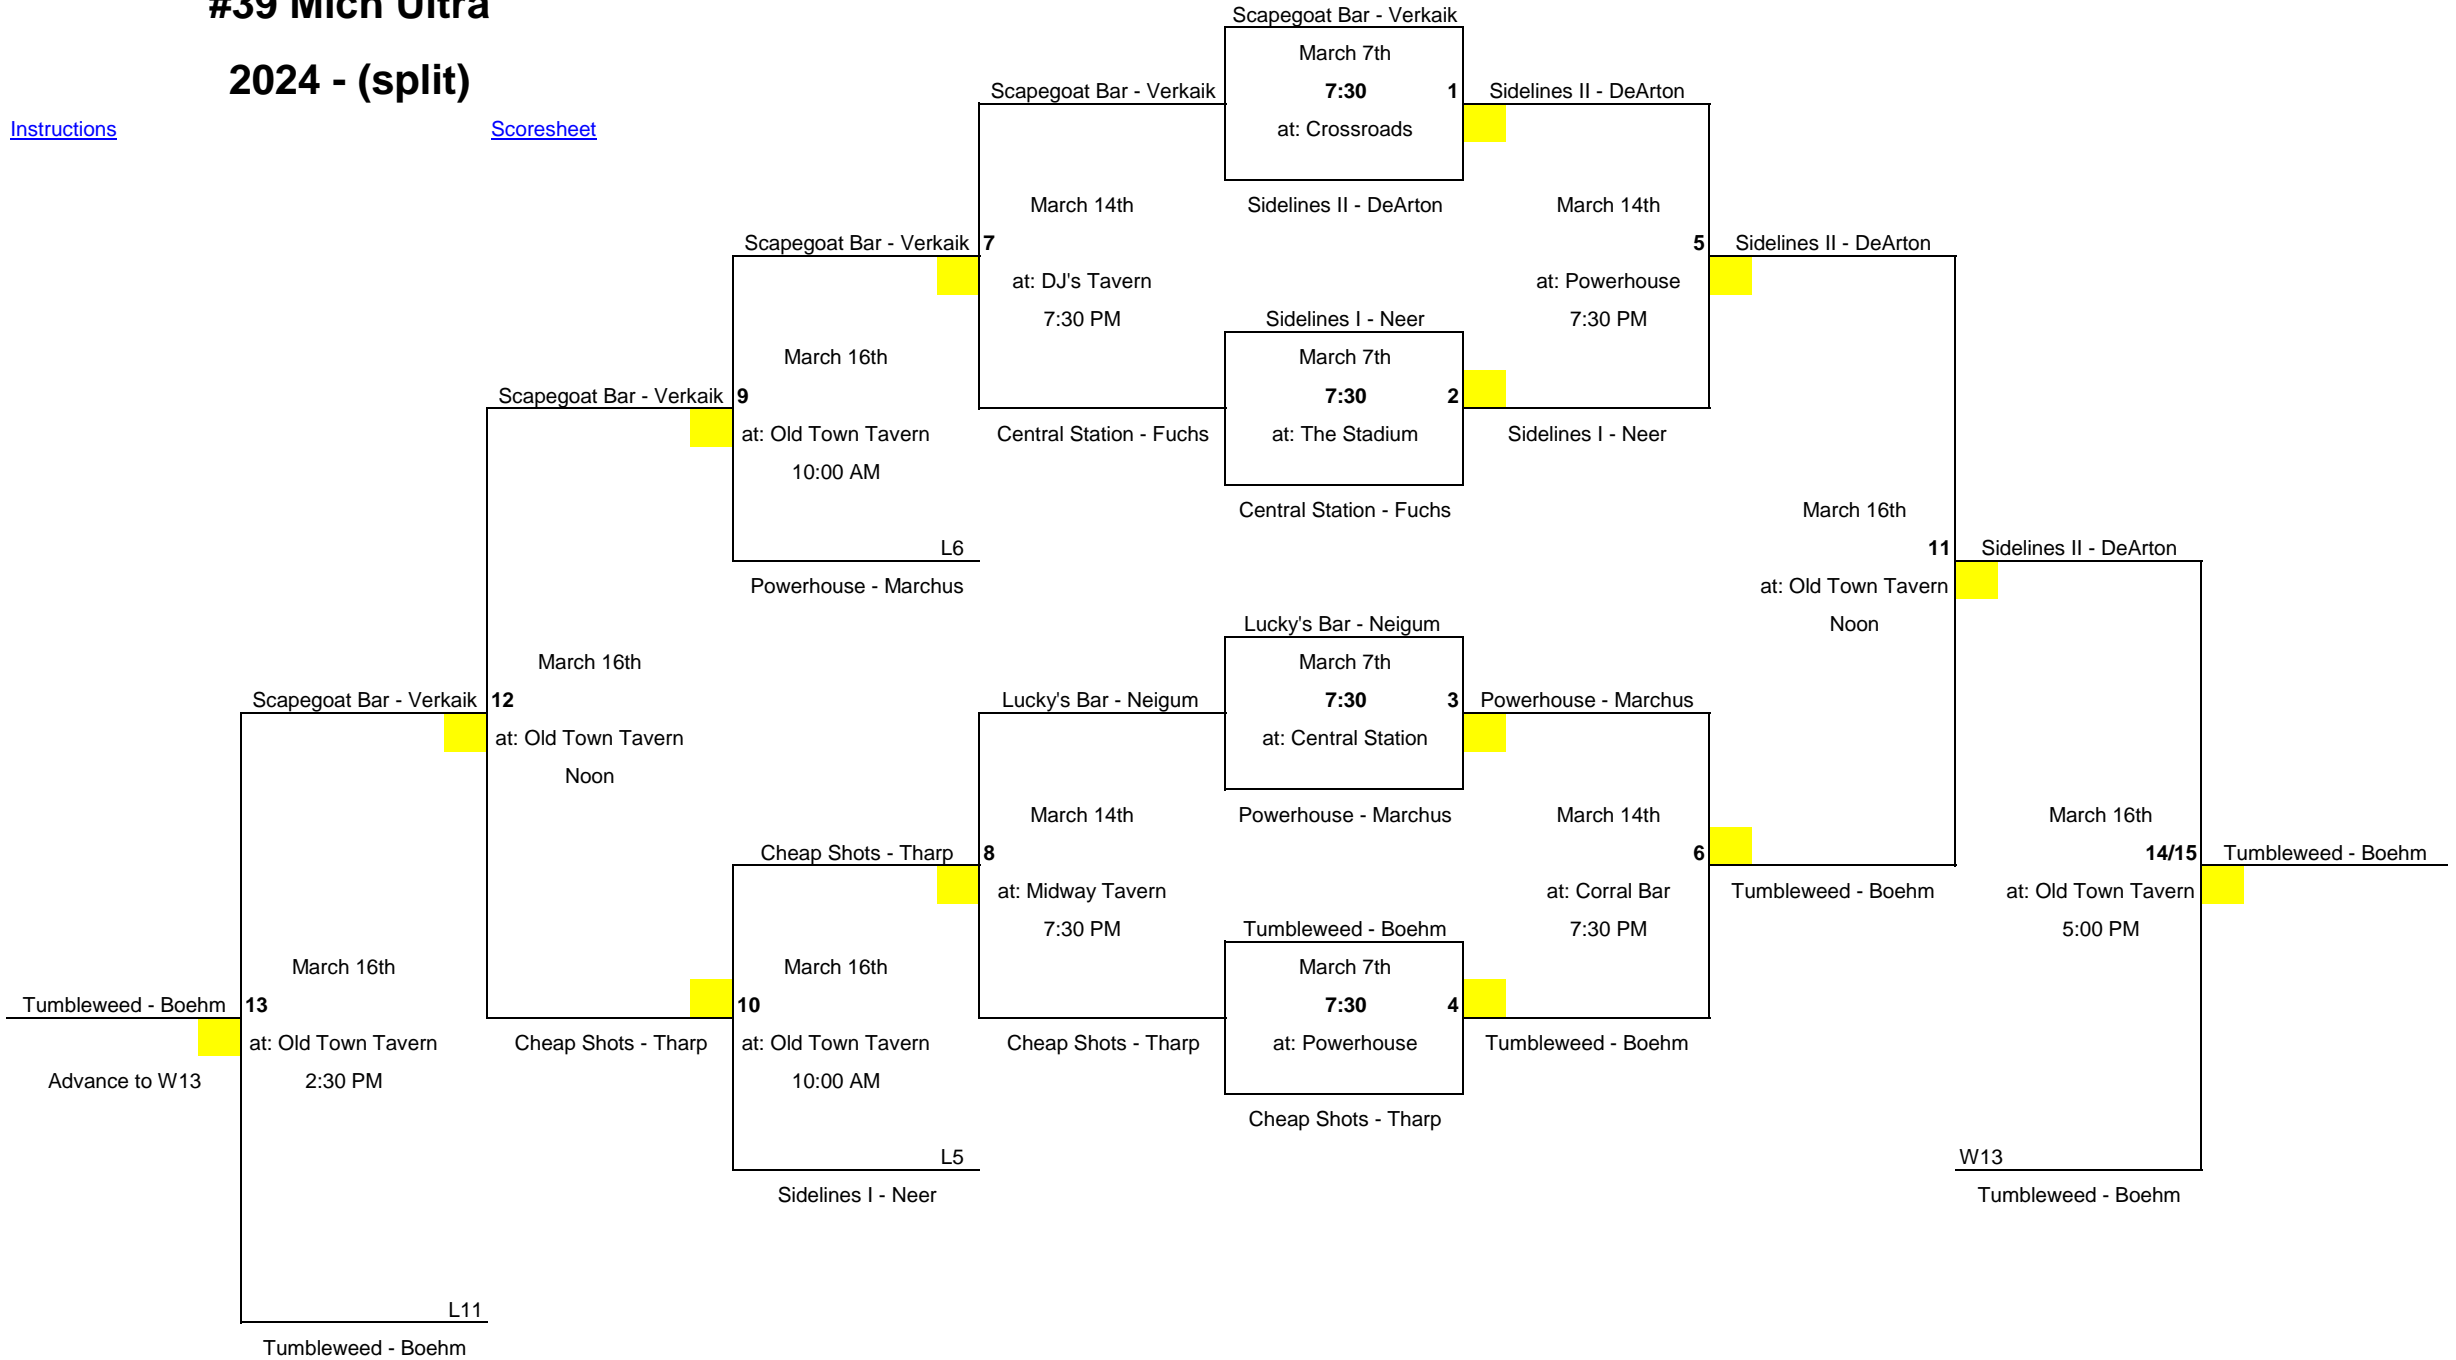 #39 Mich Ultra
2024 - (split)
Instructions
Scoresheet
Scapegoat Bar - Verkaik
March 7th
Scapegoat Bar - Verkaik
7:30
1
Sidelines II - DeArton
at: Crossroads
March 14th
Sidelines II - DeArton
March 14th
Scapegoat Bar - Verkaik
7
5
Sidelines II - DeArton
at: DJ's Tavern
at: Powerhouse
7:30 PM
Sidelines I - Neer
7:30 PM
March 16th
March 7th
Scapegoat Bar - Verkaik
9
7:30
2
at: Old Town Tavern
Central Station - Fuchs
at: The Stadium
Sidelines I - Neer
10:00 AM
Central Station - Fuchs
March 16th
L6
11
Sidelines II - DeArton
Powerhouse - Marchus
at: Old Town Tavern
Lucky's Bar - Neigum
Noon
March 16th
March 7th
Scapegoat Bar - Verkaik
12
Lucky's Bar - Neigum
7:30
3
Powerhouse - Marchus
at: Old Town Tavern
at: Central Station
Noon
March 14th
Powerhouse - Marchus
March 14th
March 16th
Cheap Shots - Tharp
8
6
14/15
Tumbleweed - Boehm
at: Midway Tavern
at: Corral Bar
Tumbleweed - Boehm
at: Old Town Tavern
7:30 PM
Tumbleweed - Boehm
7:30 PM
5:00 PM
March 16th
March 16th
March 7th
Tumbleweed - Boehm
13
10
7:30
4
at: Old Town Tavern
Cheap Shots - Tharp
at: Old Town Tavern
Cheap Shots - Tharp
at: Powerhouse
Tumbleweed - Boehm
Advance to W13
2:30 PM
10:00 AM
Cheap Shots - Tharp
L5
W13
Sidelines I - Neer
Tumbleweed - Boehm
L11
Tumbleweed - Boehm